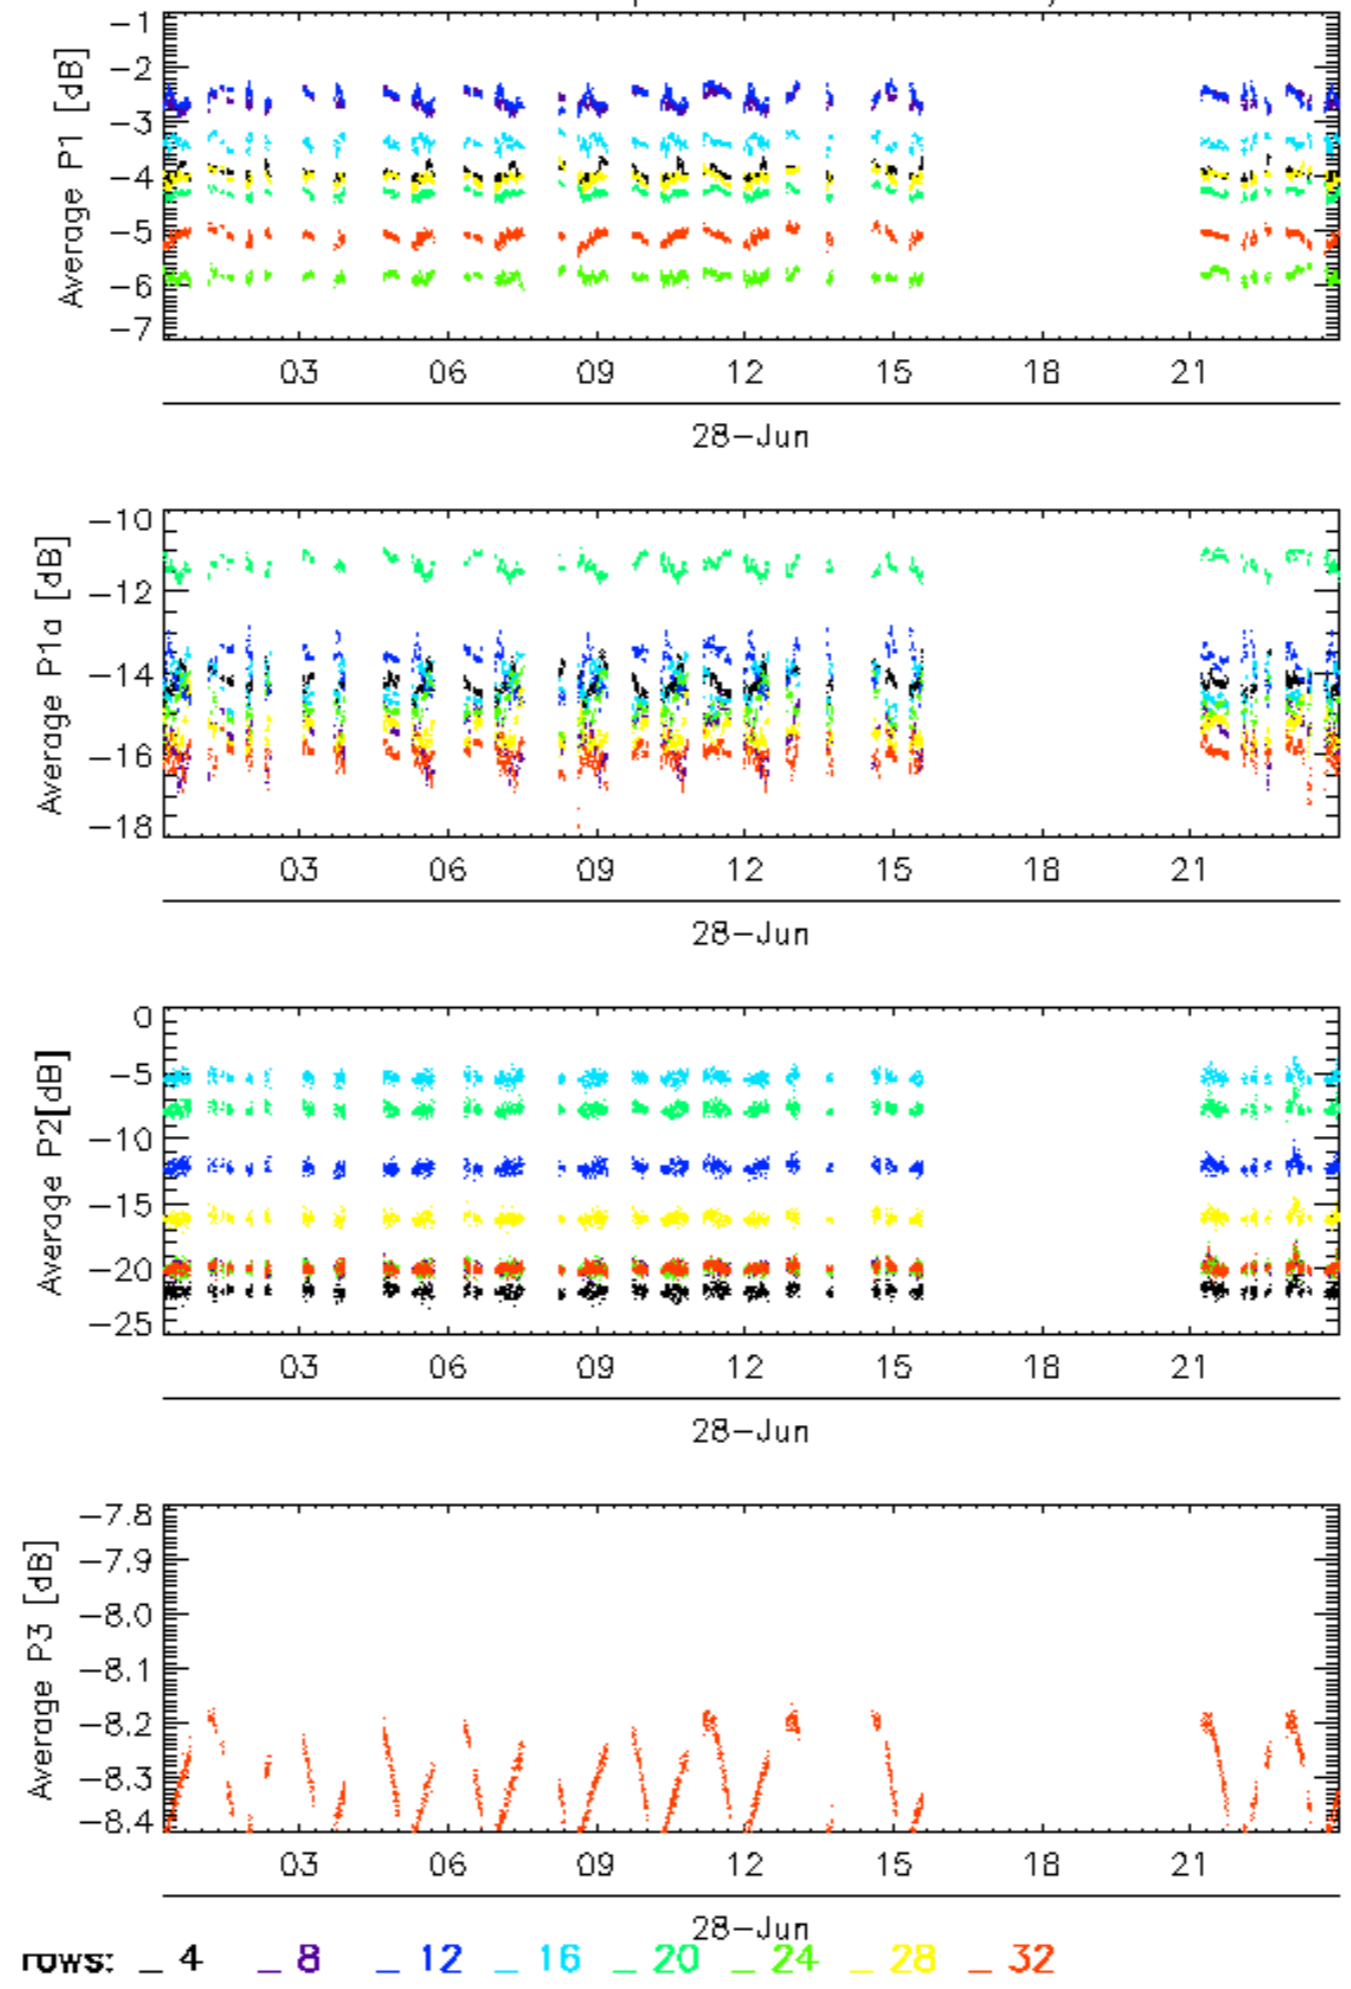 Average P1 [dB]
-1
-2
-3
-4
-5
-6
-7
03 06 09 12 15 18 21
28-Jun
Average P1a [dB]
-10
-12
-14
-16
-18
03 06 09 12 15 18 21
28-Jun
Average P2[dB]
0
-5
-10
-15
-20
-25
03 06 09 12 15 18 21
28-Jun
Average P3 [dB]
-7.8
-7.9
-8.0
-8.1
-8.2
-8.3
-8.4
03 06 09 12 15 18 21
28-Jun
rows: _ 4 _ 8 _ 12 _ 16 _ 20 _ 24 _ 28 _ 32